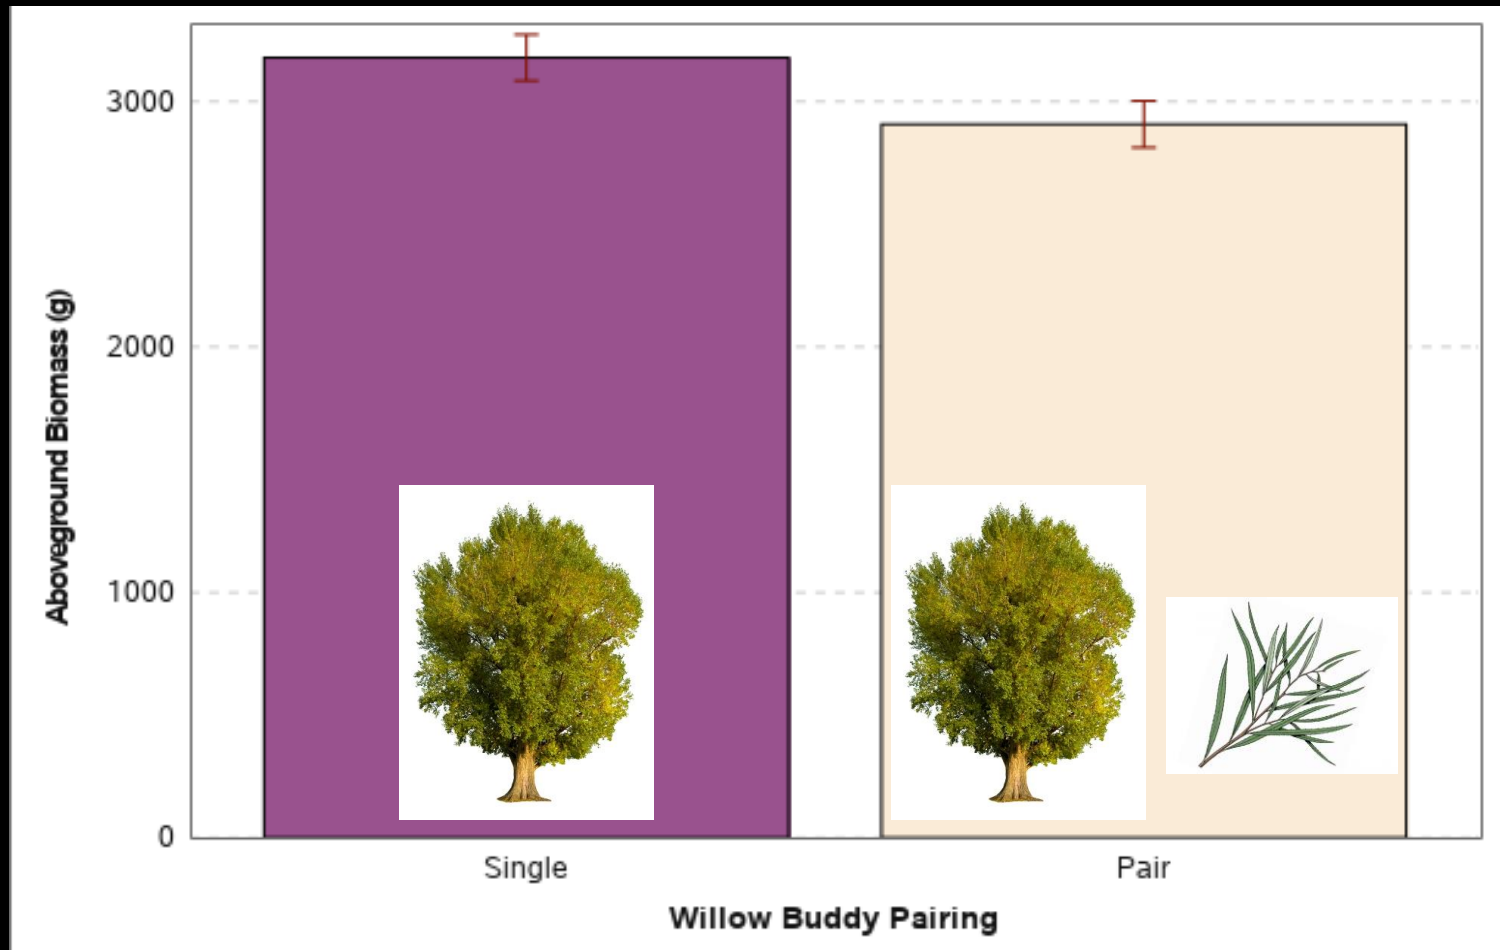 Aboveground Biomass (g)
3000
2000
1000
0
Single
Pair
Willow Buddy Pairing